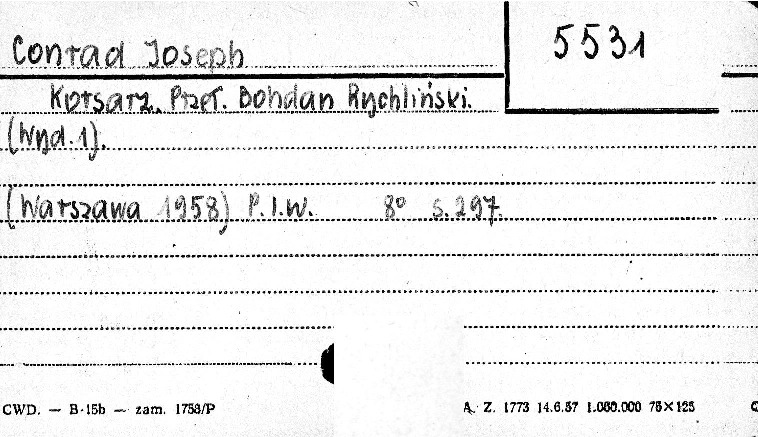 Conrad Joseph
5531
Korsarz. Przeł. Bohdan Rychliński.
(Wyd. 1).
(Warszawa 1958) P.I.W. 8° s. 297.
CWD. — B-15b — zam. 1753/P
A. Z. 1773 14.6.57 1.000.000 75×125